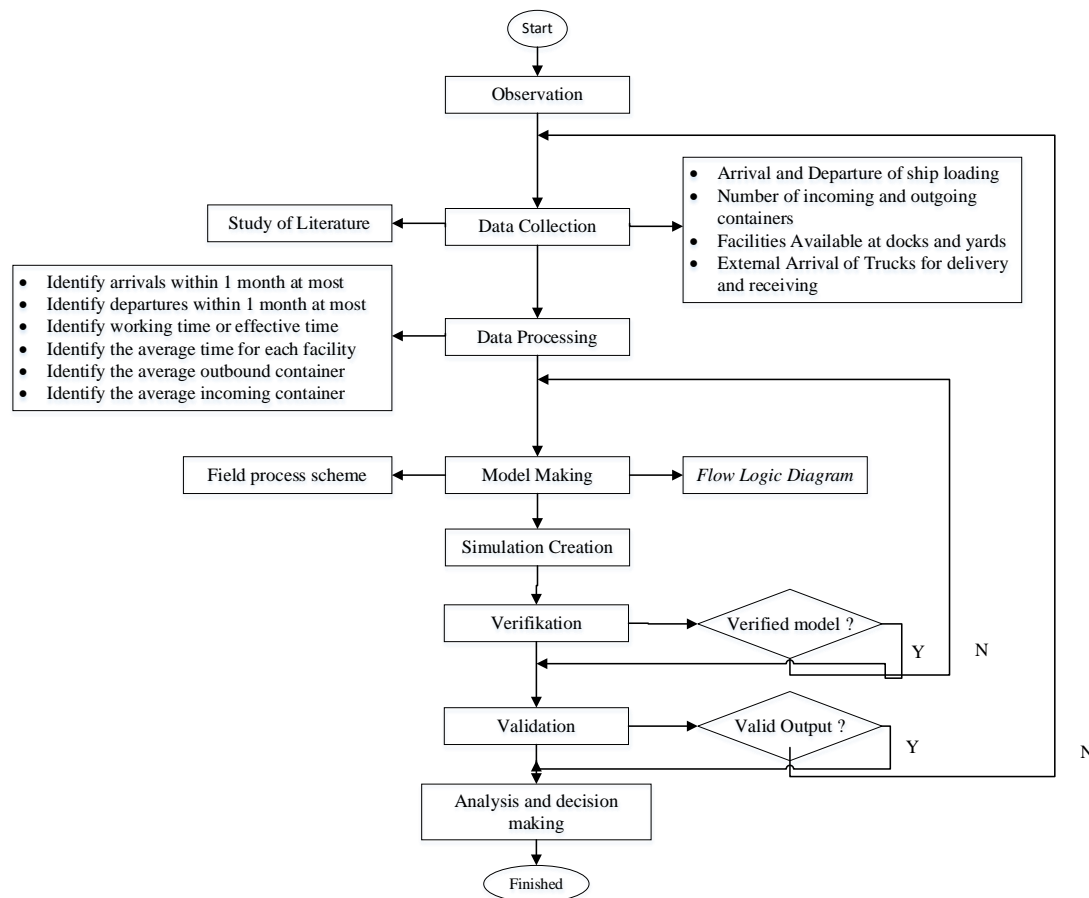 Start
Observation
• Arrival and Departure of ship loading
• Number of incoming and outgoing
containers
• Facilities Available at docks and yards
• External Arrival of Trucks for delivery
and receiving
Study of Literature
Data Collection
• Identify arrivals within 1 month at most
• Identify departures within 1 month at most
• Identify working time or effective time
• Identify the average time for each facility
• Identify the average outbound container
• Identify the average incoming container
Data Processing
Field process scheme
Model Making
Flow Logic Diagram
Simulation Creation
Verifikation
Verified model ?
Y
N
Validation
Valid Output ?
Y
N
Analysis and decision
making
Finished